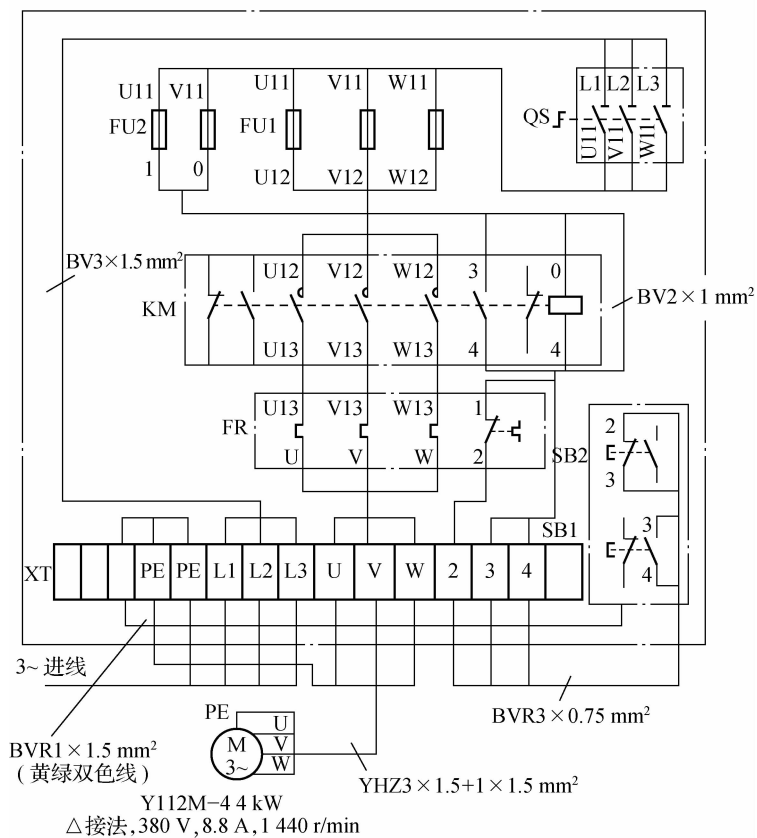 L1 L2 L3
U11 V11 U11 V11 W11
QS
FU2 FU1
U11 V11 W11
1 0 U12 V12 W12
BV3×1.5 mm²
U12 V12 W12 3 0
KM
BV2×1 mm²
U13 V13 W13 4 4
U13 V13 W13 1
FR
U V W 2
2
SB2
3
SB1
3
4
XT PE PE L1 L2 L3 U V W 2 3 4
3~ 进线
BVR3×0.75 mm²
PE
U
M V
3~ W
BVR1×1.5 mm²
(黄绿双色线)
YHZ3×1.5+1×1.5 mm²
Y112M−4 4 kW
△接法,380 V,8.8 A,1 440 r/min